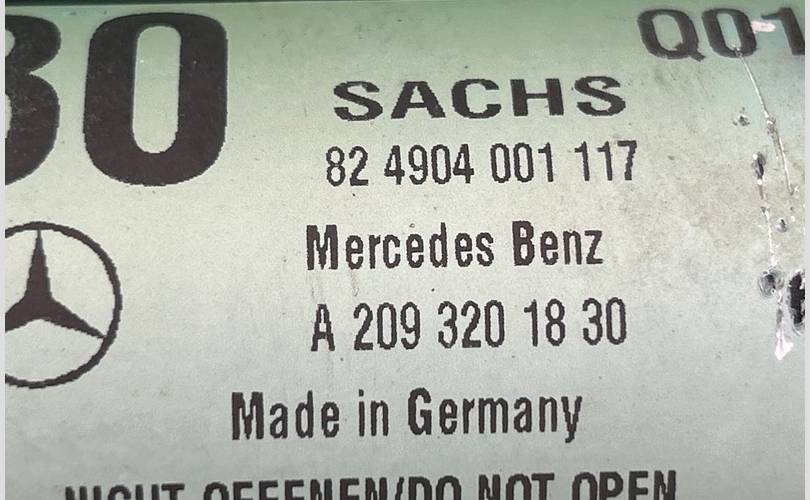 30
Q01
SACHS
82 4904 001 117
Mercedes Benz
A 209 320 18 30
Made in Germany
NICHT OEFFENEN/DO NOT OPEN